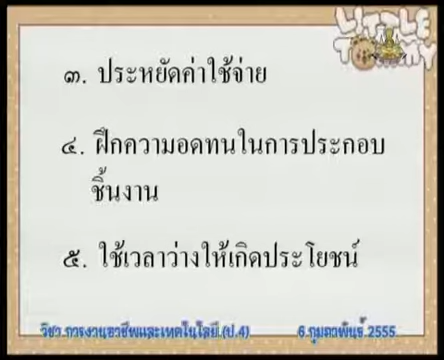 LITTLE
TOMMY
๓. ประหยัดค่าใช้จ่าย
๔. ฝึกความอดทนในการประกอบ
ชิ้นงาน
๕. ใช้เวลาว่างให้เกิดประโยชน์
วิชา การงานอาชีพและเทคโนโลยี (ป.4) 6 กุมภาพันธ์ 2555